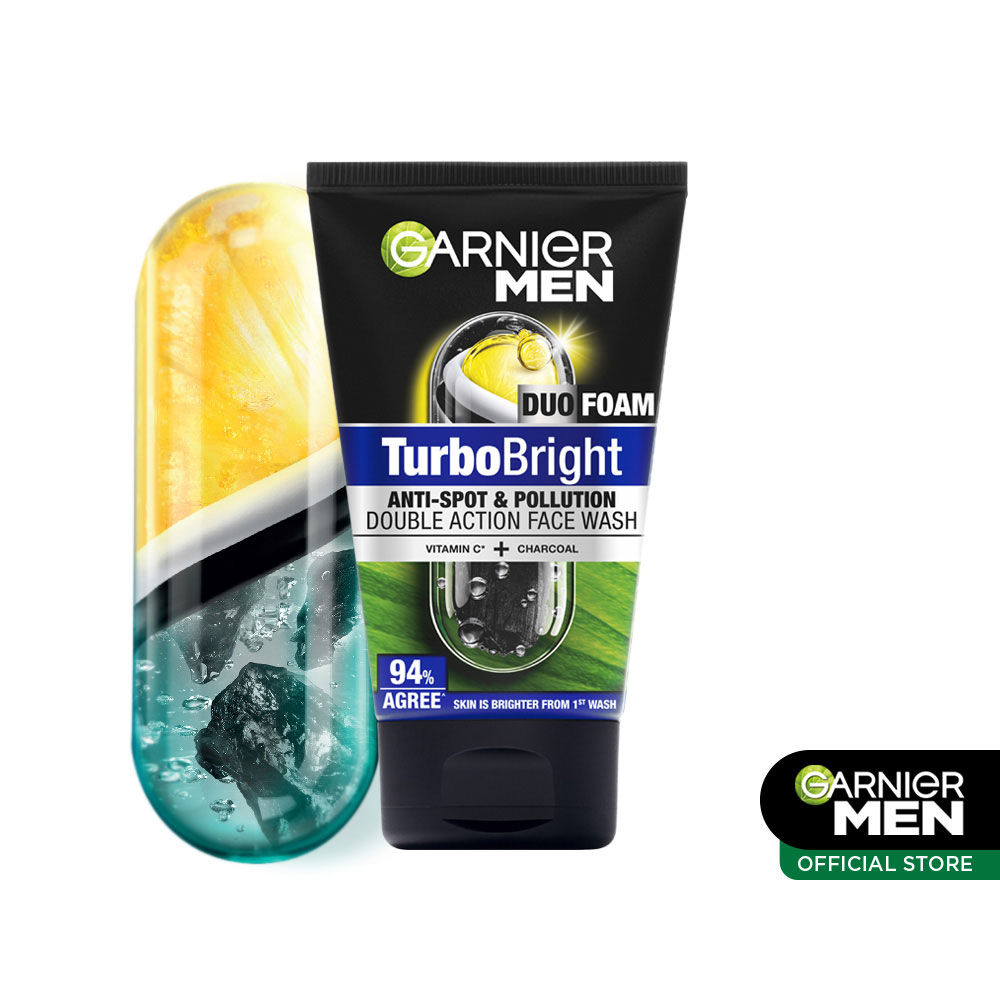 GARNIER
MEN
DUO FOAM
TurboBright
ANTI-SPOT & POLLUTION
DOUBLE ACTION FACE WASH
VITAMIN C* + CHARCOAL
94%
AGREE^
SKIN IS BRIGHTER FROM 1ST WASH
GARNIER
MEN
OFFICIAL STORE